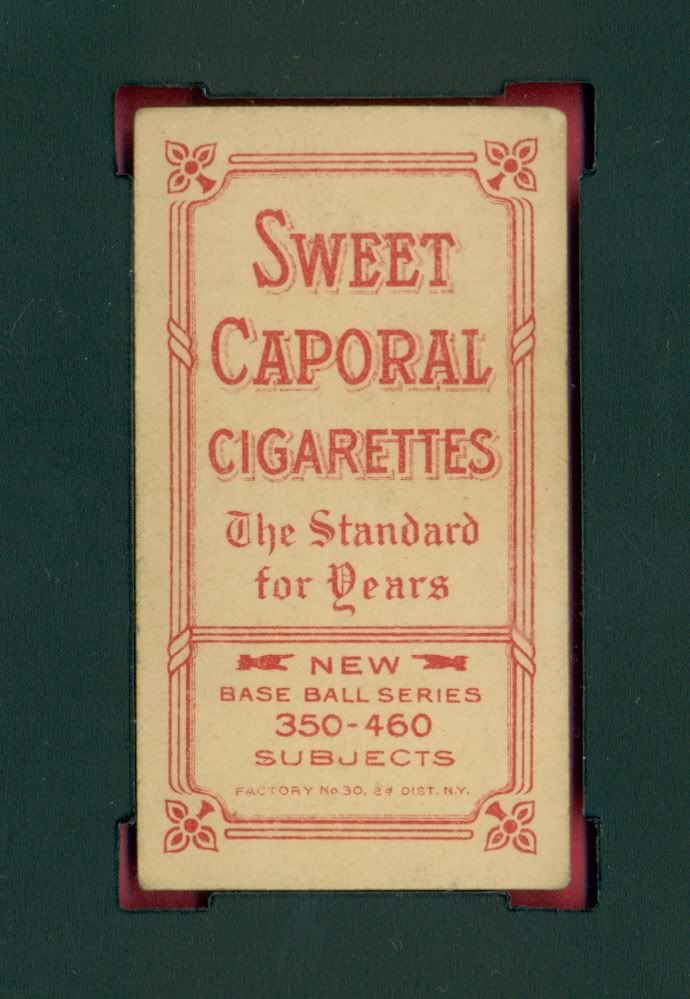 SWEET
CAPORAL
CIGARETTES
The Standard
for Years
NEW
BASE BALL SERIES
350-460
SUBJECTS
FACTORY No. 30, 2d DIST. N.Y.